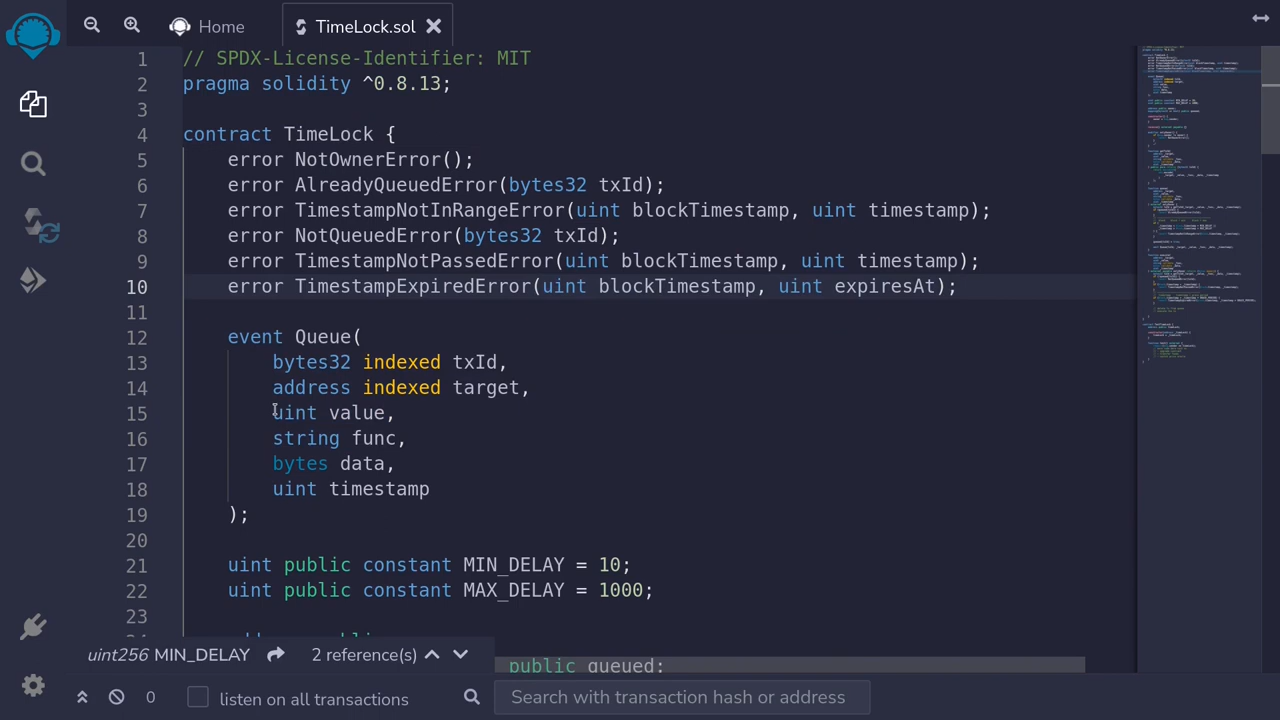 Home
TimeLock.sol
1 // SPDX-License-Identifier: MIT
2 pragma solidity ^0.8.13;
3
4 contract TimeLock {
5 error NotOwnerError();
6 error AlreadyQueuedError(bytes32 txId);
7 error TimestampNotInRangeError(uint blockTimestamp, uint timestamp);
8 error NotQueuedError(bytes32 txId);
9 error TimestampNotPassedError(uint blockTimestamp, uint timestamp);
10 error TimestampExpiredError(uint blockTimestamp, uint expiresAt);
11
12 event Queue(
13 bytes32 indexed txId,
14 address indexed target,
15 uint value,
16 string func,
17 bytes data,
18 uint timestamp
19 );
20
21 uint public constant MIN_DELAY = 10;
22 uint public constant MAX_DELAY = 1000;
23
uint256 MIN_DELAY 2 reference(s)
public queued;
0 listen on all transactions Search with transaction hash or address